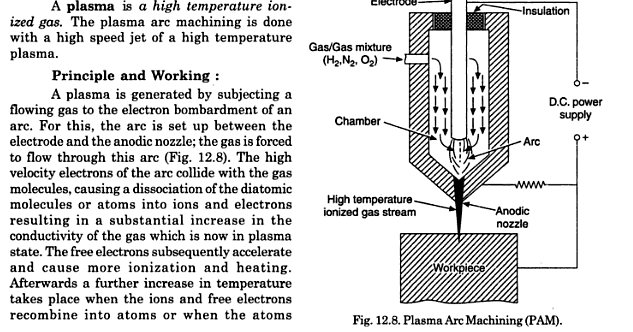 A plasma is a high temperature ion-
ized gas. The plasma arc machining is done
with a high speed jet of a high temperature
plasma.
Principle and Working :
A plasma is generated by subjecting a
flowing gas to the electron bombardment of an
arc. For this, the arc is set up between the
electrode and the anodic nozzle; the gas is forced
to flow through this arc (Fig. 12.8). The high
velocity electrons of the arc collide with the gas
molecules, causing a dissociation of the diatomic
molecules or atoms into ions and electrons
resulting in a substantial increase in the
conductivity of the gas which is now in plasma
state. The free electrons subsequently accelerate
and cause more ionization and heating.
Afterwards a further increase in temperature
takes place when the ions and free electrons
recombine into atoms or when the atoms
Electrode
Insulation
Gas/Gas mixture
(H₂,N₂, O₂)
–
D.C. power
supply
+
Chamber
Arc
High temperature
ionized gas stream
Anodic
nozzle
Workpiece
Fig. 12.8. Plasma Arc Machining (PAM).